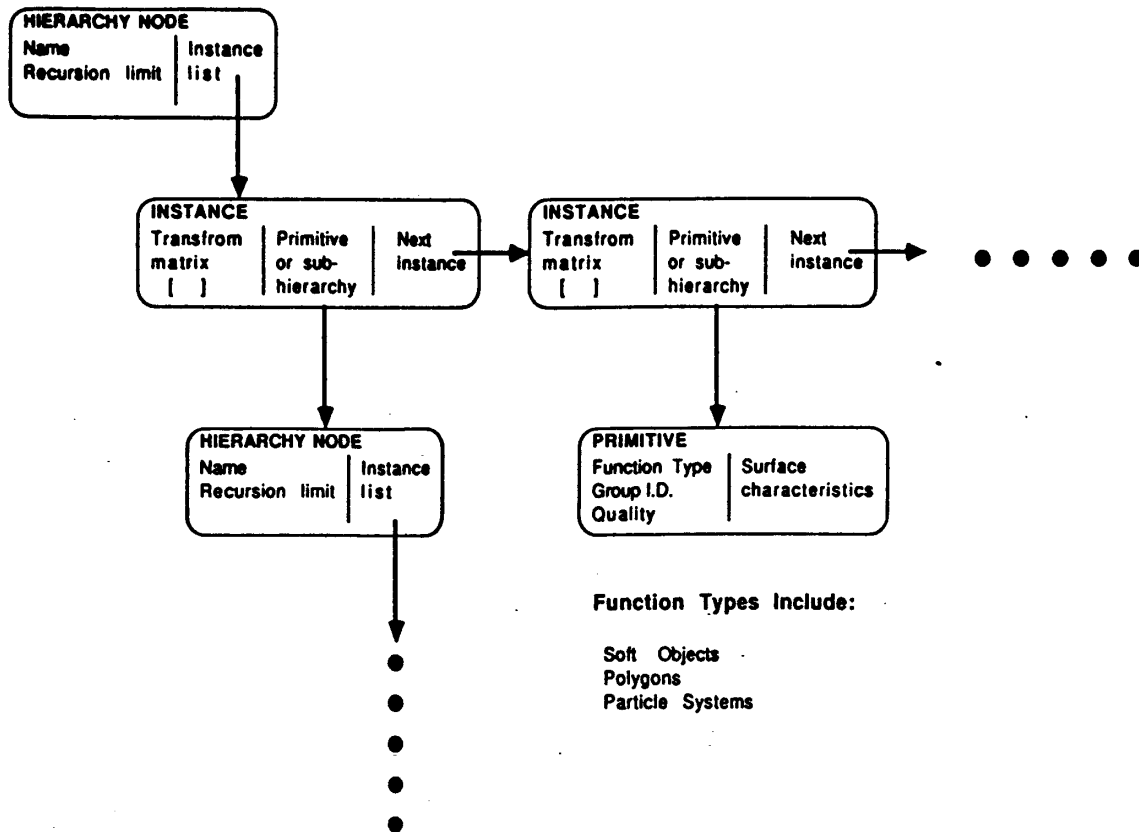 HIERARCHY NODE
Name
Recursion limit
Instance
list
INSTANCE
Transfrom
matrix
[ ]
Primitive
or sub-
hierarchy
Next
instance
INSTANCE
Transfrom
matrix
[ ]
Primitive
or sub-
hierarchy
Next
instance
HIERARCHY NODE
Name
Recursion limit
Instance
list
PRIMITIVE
Function Type
Group I.D.
Quality
Surface
characteristics
Function Types Include:
Soft Objects
Polygons
Particle Systems